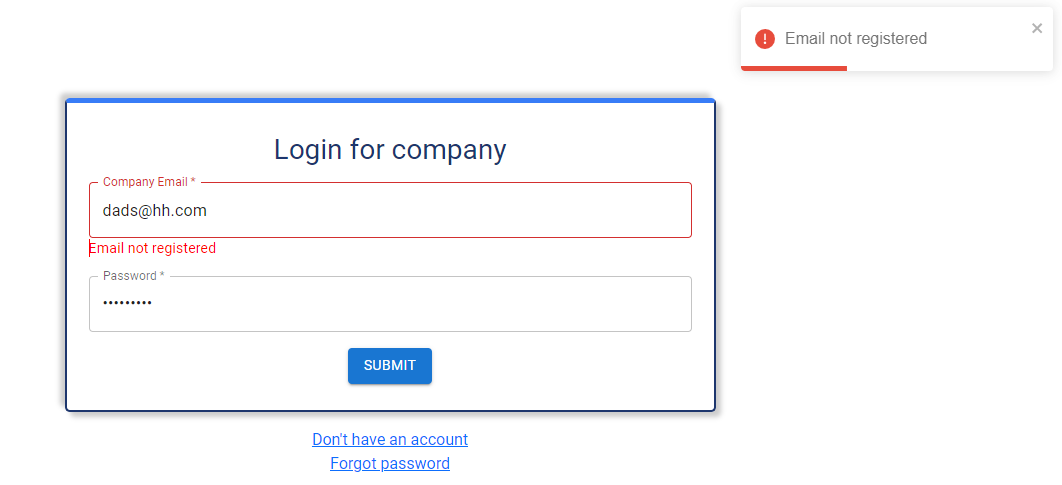 Email not registered
Login for company
Company Email *
dads@hh.com
Email not registered
Password *
•••••••••
SUBMIT
Don't have an account
Forgot password